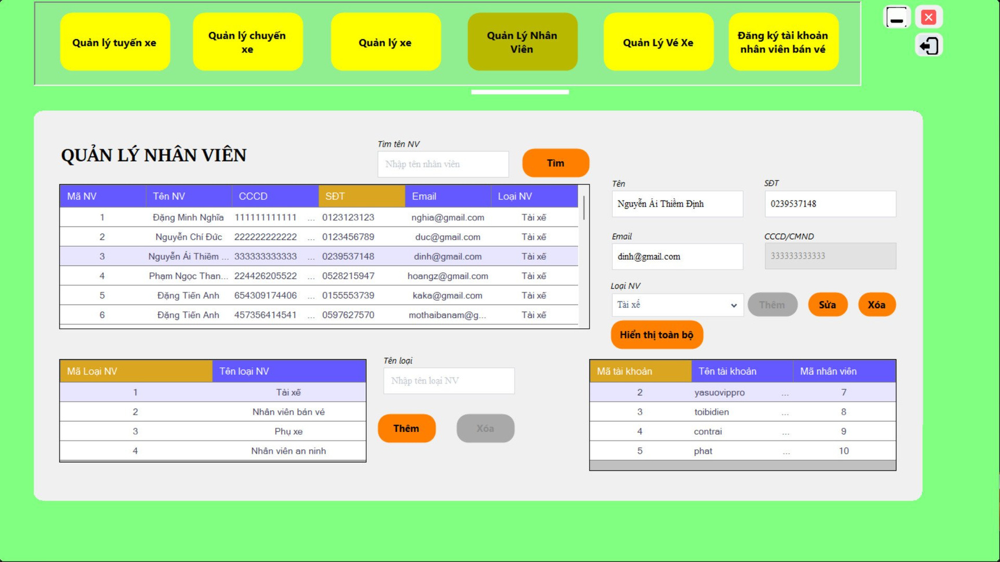 Quản lý tuyến xe
Quản lý chuyến
xe
Quản lý xe
Quản Lý Nhân
Viên
Quản Lý Vé Xe
Đăng ký tài khoản
nhân viên bán vé
QUẢN LÝ NHÂN VIÊN
Tìm tên NV
Nhập tên nhân viên
Tìm
Mã NV Tên NV CCCD SĐT Email Loại NV
1 Đặng Minh Nghĩa 111111111111 ... 0123123123 nghia@gmail.com Tài xế
2 Nguyễn Chí Đức 222222222222 ... 0123456789 duc@gmail.com Tài xế
3 Nguyễn Ái Thiềm ... 333333333333 ... 0239537148 dinh@gmail.com Tài xế
4 Phạm Ngọc Than... 224426205522 ... 0528215947 hoangz@gmail.com Tài xế
5 Đặng Tiến Anh 654309174406 ... 0155553739 kaka@gmail.com Tài xế
6 Đặng Tiến Anh 457356414541 ... 0597627570 mothaibanam@g... Tài xế
Tên
Nguyễn Ái Thiềm Định
SĐT
0239537148
Email
dinh@gmail.com
CCCD/CMND
333333333333
Loại NV
Tài xế
Thêm
Sửa
Xóa
Hiển thị toàn bộ
Mã Loại NV Tên loại NV
1 Tài xế
2 Nhân viên bán vé
3 Phụ xe
4 Nhân viên an ninh
Tên loại
Nhập tên loại NV
Thêm
Xóa
Mã tài khoản Tên tài khoản Mã nhân viên
2 yasuovippro ... 7
3 toibidien ... 8
4 contrai ... 9
5 phat ... 10